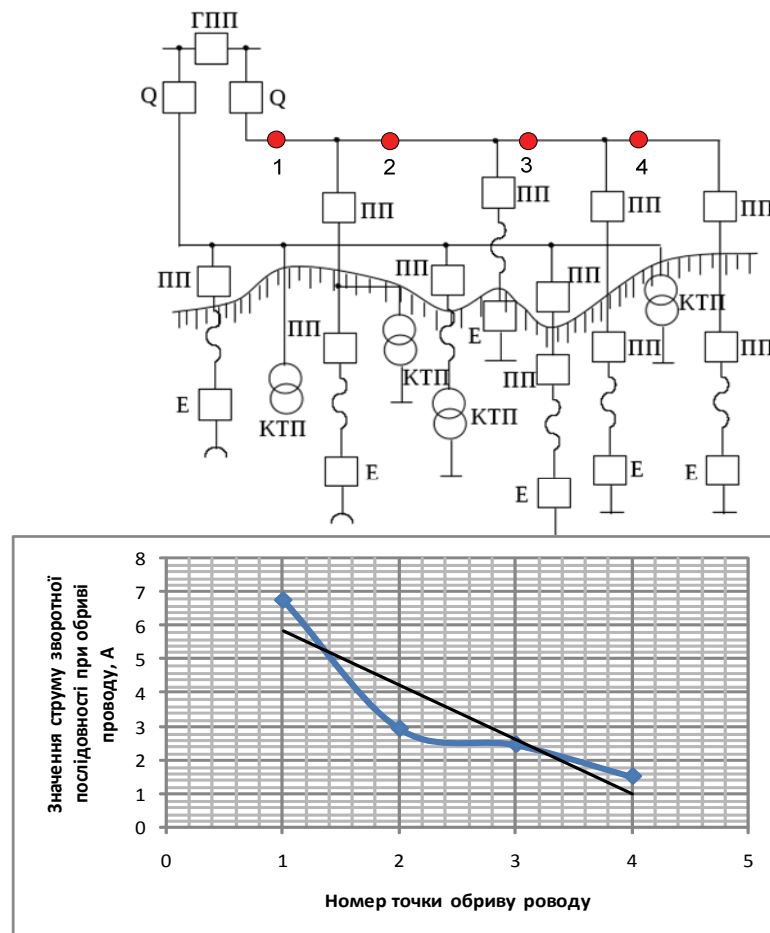 ГПП
Q
Q
1
2
3
4
ПП
ПП
ПП
ПП
ПП
ПП
ПП
КТП
ПП
Е
ПП
ПП
КТП
ПП
Е
КТП
КТП
Е
Е
Е
Е
8
7
6
5
4
3
2
1
0
0
1
2
3
4
5
Значення струму зворотної
послідовності при обриві
проводу, А
Номер точки обриву роводу